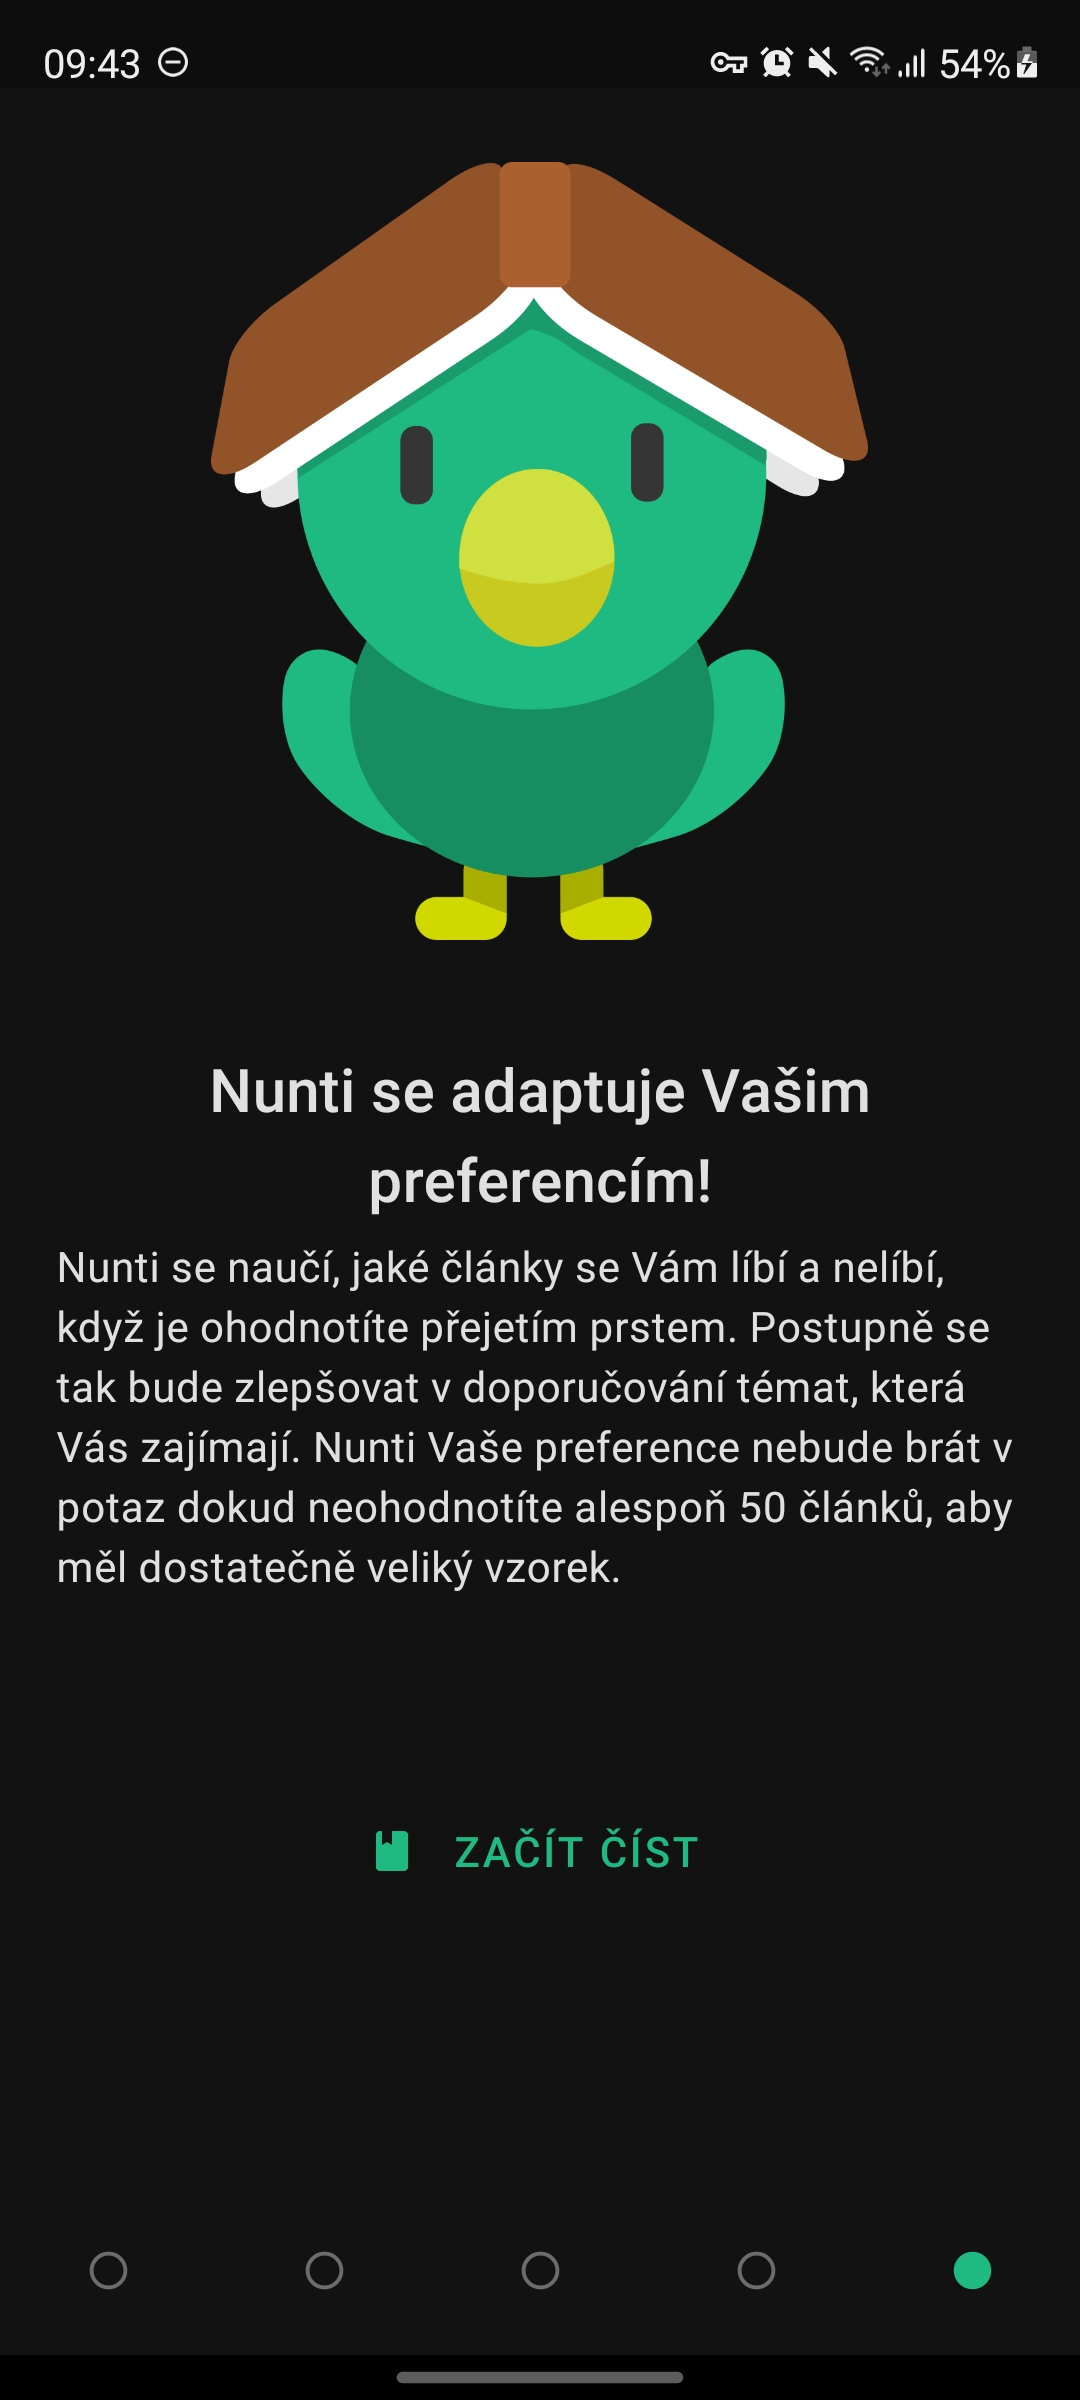 09:43
54%
Nunti se adaptuje Vašim
preferencím!
Nunti se naučí, jaké články se Vám líbí a nelíbí,
když je ohodnotíte přejetím prstem. Postupně se
tak bude zlepšovat v doporučování témat, která
Vás zajímají. Nunti Vaše preference nebude brát v
potaz dokud neohodnotíte alespoň 50 článků, aby
měl dostatečně veliký vzorek.
ZAČÍT ČÍST